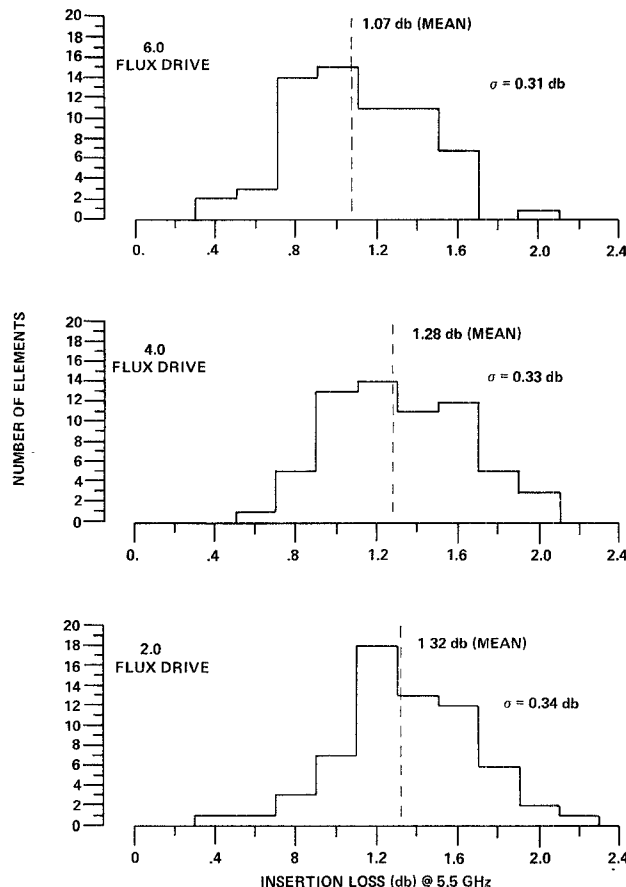 20
18
16
14
12
10
8
6
4
2
0
6.0
FLUX DRIVE
1.07 db (MEAN)
σ = 0.31 db
0. .4 .8 1.2 1.6 2.0 2.4
NUMBER OF ELEMENTS
20
18
16
14
12
10
8
6
4
2
0
4.0
FLUX DRIVE
1.28 db (MEAN)
σ = 0.33 db
0. .4 .8 1.2 1.6 2.0 2.4
20
18
16
14
12
10
8
6
4
2
0
2.0
FLUX DRIVE
1 32 db (MEAN)
σ = 0.34 db
0. .4 8 1.2 1.6 2.0 2.4
INSERTION LOSS (db) @ 5.5 GHz